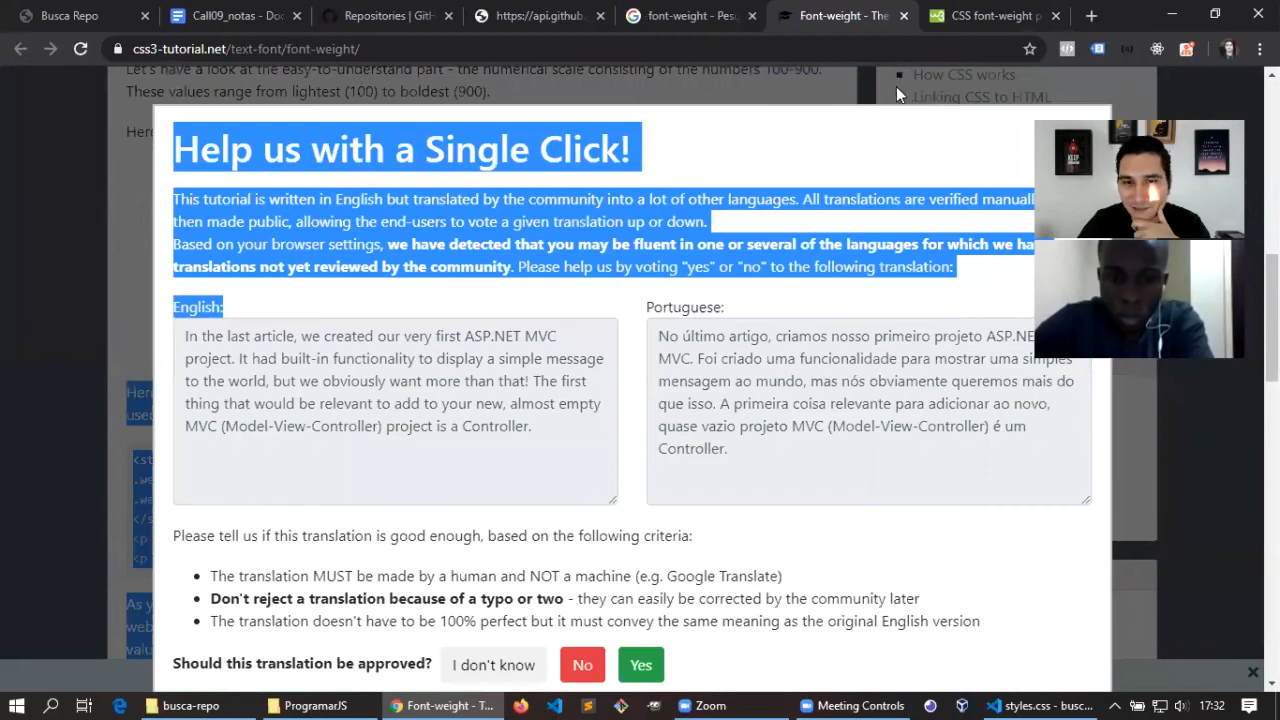 Busca Repo
Call09_notas - Doc
Repositories | GitH
https://api.github.
font-weight - Pesq
Font-weight - The
CSS font-weight p
css3-tutorial.net/text-font/font-weight/
Let's have a look at the easy-to-understand part - the numerical scale consisting of the numbers 100-900.
These values range from lightest (100) to boldest (900).
How CSS works
Linking CSS to HTML
Here
Help us with a Single Click!
This tutorial is written in English but translated by the community into a lot of other languages. All translations are verified manuall
then made public, allowing the end-users to vote a given translation up or down.
Based on your browser settings, we have detected that you may be fluent in one or several of the languages for which we ha
translations not yet reviewed by the community. Please help us by voting "yes" or "no" to the following translation:
English:
Portuguese:
In the last article, we created our very first ASP.NET MVC
project. It had built-in functionality to display a simple message
to the world, but we obviously want more than that! The first
thing that would be relevant to add to your new, almost empty
MVC (Model-View-Controller) project is a Controller.
No último artigo, criamos nosso primeiro projeto ASP.NE
MVC. Foi criado uma funcionalidade para mostrar uma simples
mensagem ao mundo, mas nós obviamente queremos mais do
que isso. A primeira coisa relevante para adicionar ao novo,
quase vazio projeto MVC (Model-View-Controller) é um
Controller.
Here
used
<st
.we
.we
</s
<p
<p
As y
web
valu
Please tell us if this translation is good enough, based on the following criteria:
The translation MUST be made by a human and NOT a machine (e.g. Google Translate)
Don't reject a translation because of a typo or two - they can easily be corrected by the community later
The translation doesn't have to be 100% perfect but it must convey the same meaning as the original English version
Should this translation be approved?
I don't know
No
Yes
busca-repo
ProgramarJS
Font-weight - T...
Zoom
Meeting Controls
styles.css - busc...
17:32